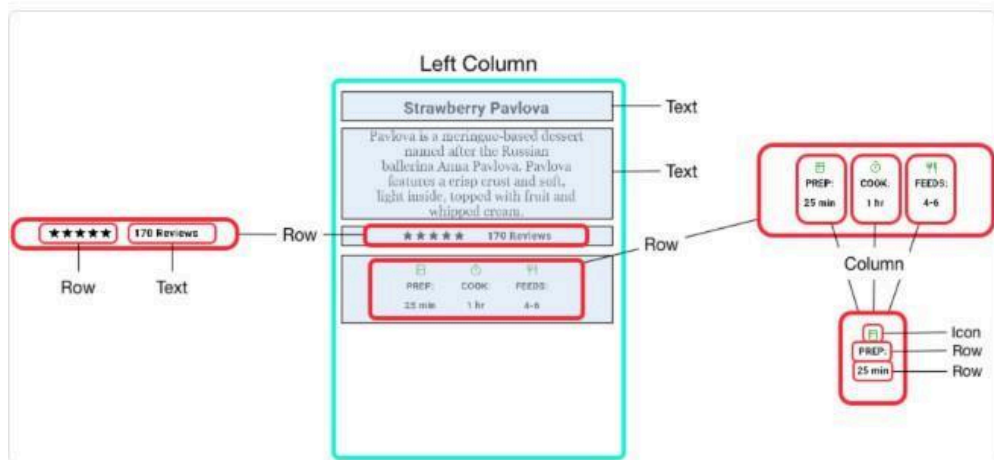 Left Column
Strawberry Pavlova
Text
Pavlova is a meringue-based dessert
named after the Russian
ballerina Anna Pavlova. Pavlova
features a crisp crust and soft,
light inside, topped with fruit and
whipped cream.
Text
★★★★★ 170 Reviews
Row
Row
Text
Row
★★★★★ 170 Reviews
Row
PREP: COOK: FEEDS:
25 min 1 hr 4-6
PREP: COOK: FEEDS:
25 min 1 hr 4-6
Column
Icon
PREP:
Row
25 min
Row